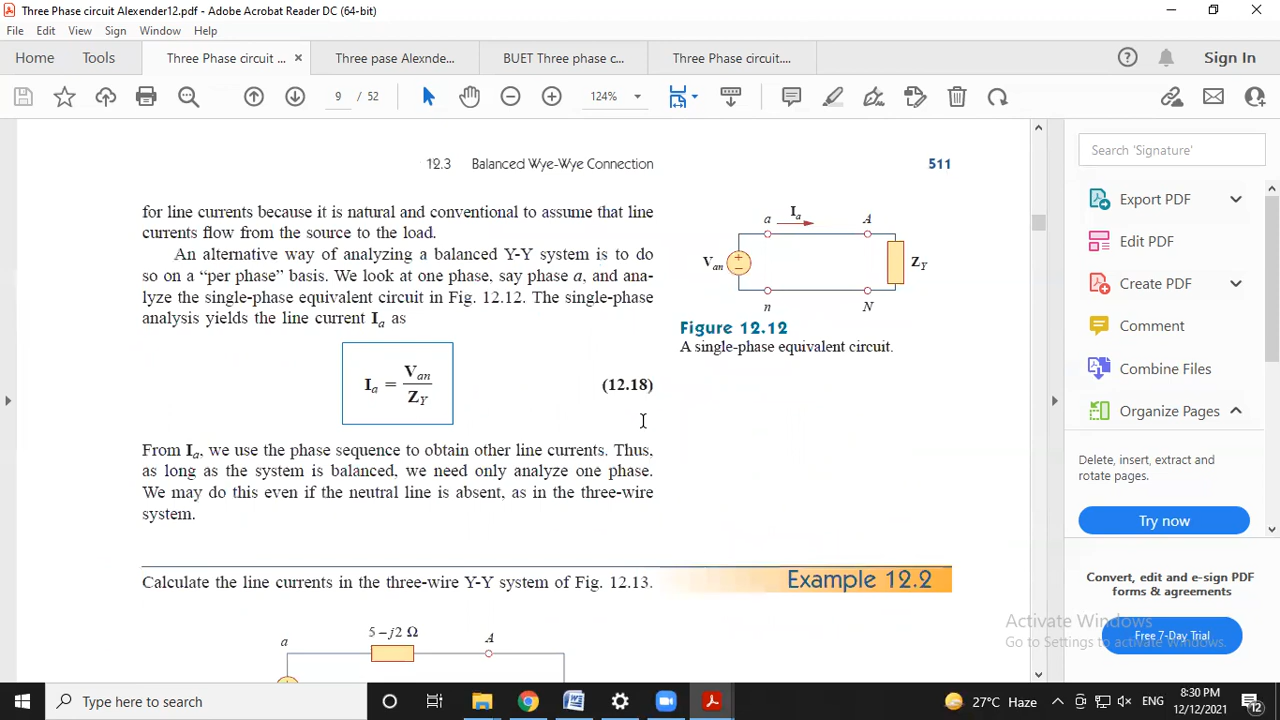 Three Phase circuit Alexender12.pdf - Adobe Acrobat Reader DC (64-bit)
File Edit View Sign Window Help
Home Tools Three Phase circuit ... × Three pase Alexnde... BUET Three phase c... Three Phase circuit.... Sign In
9 / 52 124%
12.3 Balanced Wye-Wye Connection 511
for line currents because it is natural and conventional to assume that line
currents flow from the source to the load.
An alternative way of analyzing a balanced Y-Y system is to do
so on a “per phase” basis. We look at one phase, say phase a, and ana-
lyze the single-phase equivalent circuit in Fig. 12.12. The single-phase
analysis yields the line current Ia as
Ia = Van / ZY (12.18)
From Ia, we use the phase sequence to obtain other line currents. Thus,
as long as the system is balanced, we need only analyze one phase.
We may do this even if the neutral line is absent, as in the three-wire
system.
a Ia A
Van + − ZY
n N
Figure 12.12
A single-phase equivalent circuit.
Example 12.2
Calculate the line currents in the three-wire Y-Y system of Fig. 12.13.
5 – j2 Ω
a A
Search 'Signature'
Export PDF
Edit PDF
Create PDF
Comment
Combine Files
Organize Pages
Delete, insert, extract and
rotate pages.
Try now
Convert, edit and e-sign PDF
forms & agreements
Free 7-Day Trial
Activate Windows
Go to Settings to activate Windows.
Type here to search
27°C Haze ENG 8:30 PM
12/12/2021 12